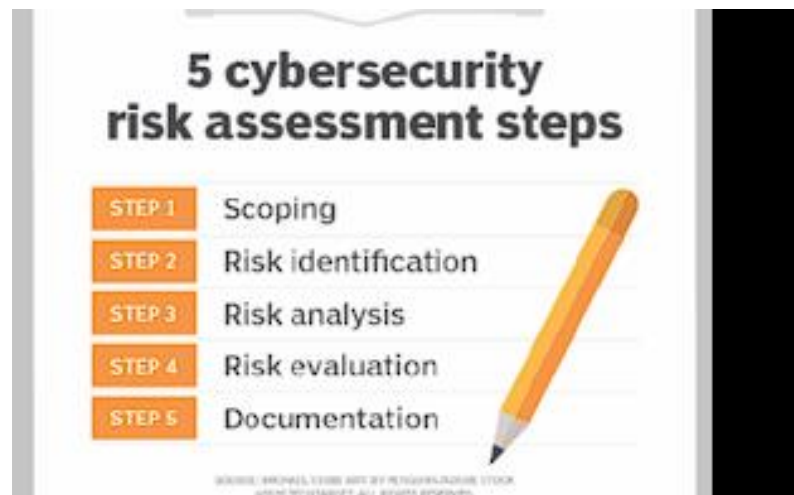 5 cybersecurity
risk assessment steps
STEP 1 Scoping
STEP 2 Risk identification
STEP 3 Risk analysis
STEP 4 Risk evaluation
STEP 5 Documentation